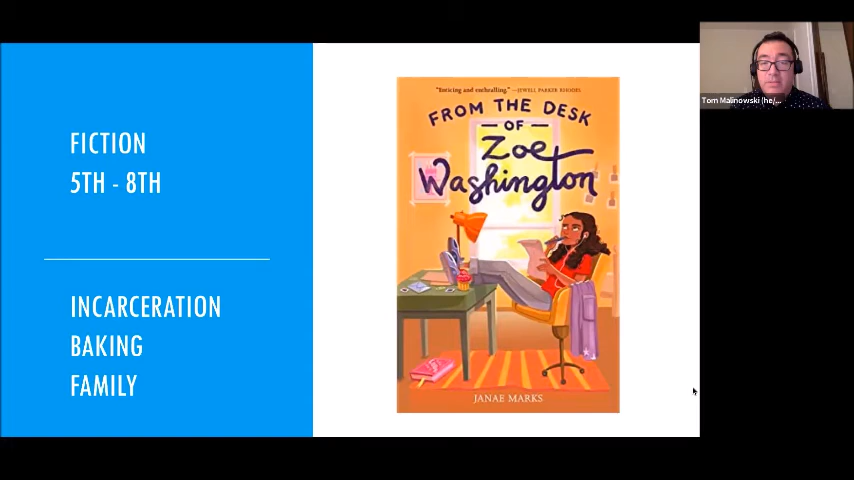 FICTION
5TH - 8TH
INCARCERATION
BAKING
FAMILY
"Enticing and enthralling." —JEWELL PARKER RHODES
FROM THE DESK
— OF —
Zoe
Washington
JANAE MARKS
Tom Malinowski (he/...